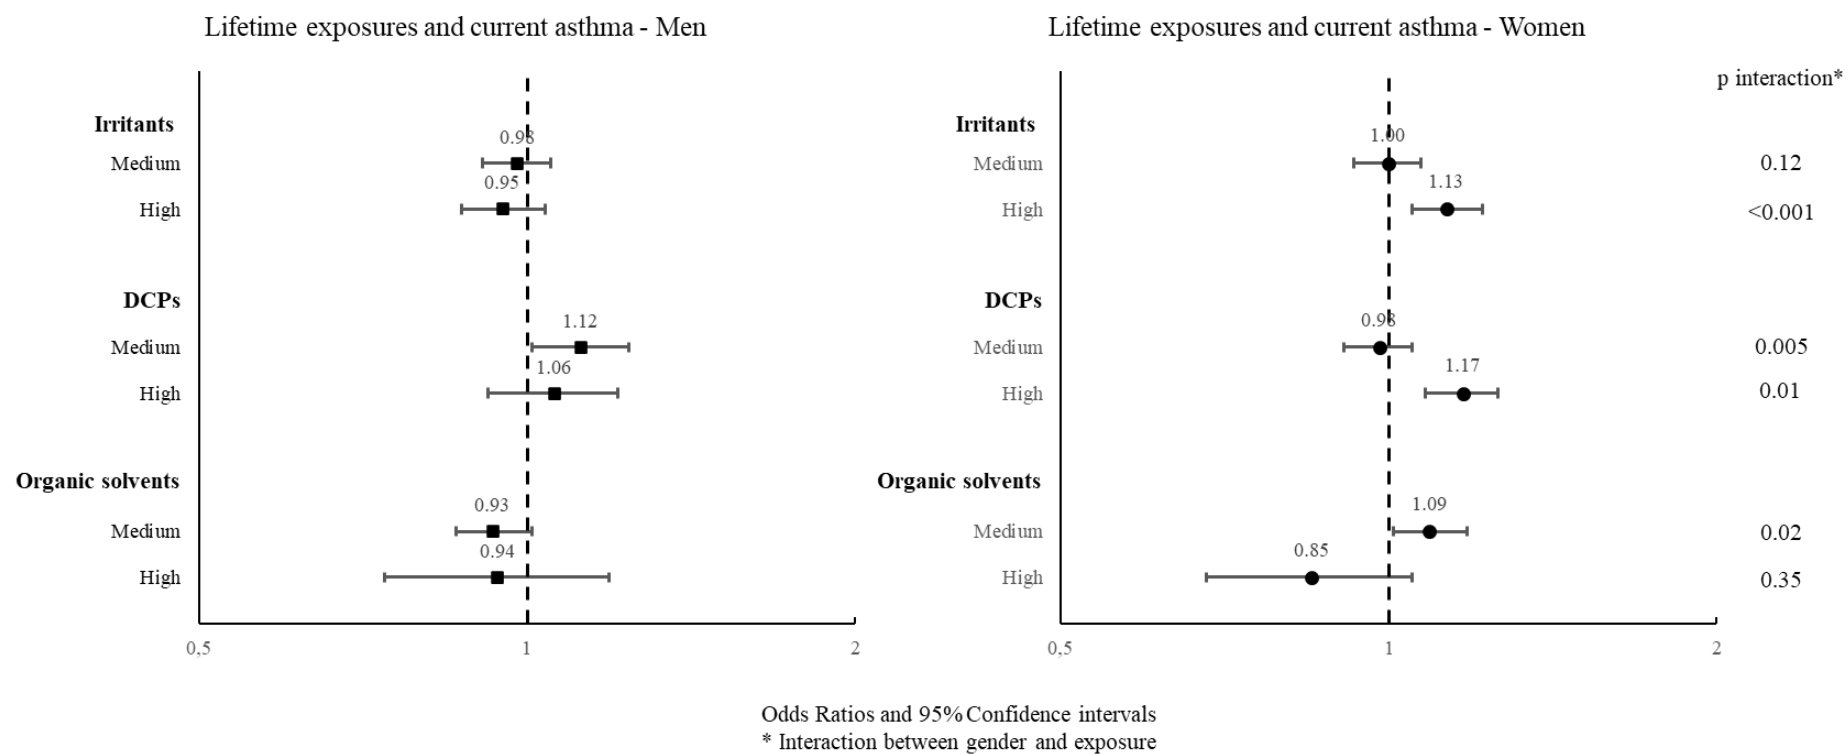 Lifetime exposures and current asthma - Men
Irritants
0.98
Medium
0.95
High
DCPs
1.12
Medium
1.06
High
Organic solvents
0.93
Medium
0.94
High
0,5 1 2
Lifetime exposures and current asthma - Women
p interaction*
Irritants
1.00
Medium 0.12
1.13
High <0.001
DCPs
0.98
Medium 0.005
1.17
High 0.01
Organic solvents
1.09
Medium 0.02
0.85
High 0.35
0,5 1 2
Odds Ratios and 95% Confidence intervals
* Interaction between gender and exposure